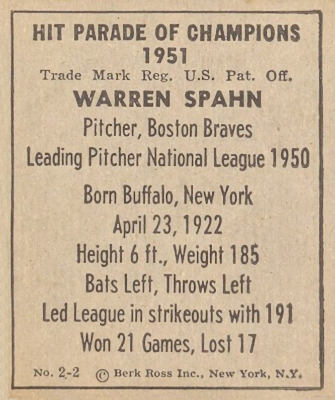 HIT PARADE OF CHAMPIONS
1951
Trade Mark Reg. U.S. Pat. Off.
WARREN SPAHN
Pitcher, Boston Braves
Leading Pitcher National League 1950
Born Buffalo, New York
April 23, 1922
Height 6 ft., Weight 185
Bats Left, Throws Left
Led League in strikeouts with 191
Won 21 Games, Lost 17
No. 2-2 © Berk Ross Inc., New York, N.Y.